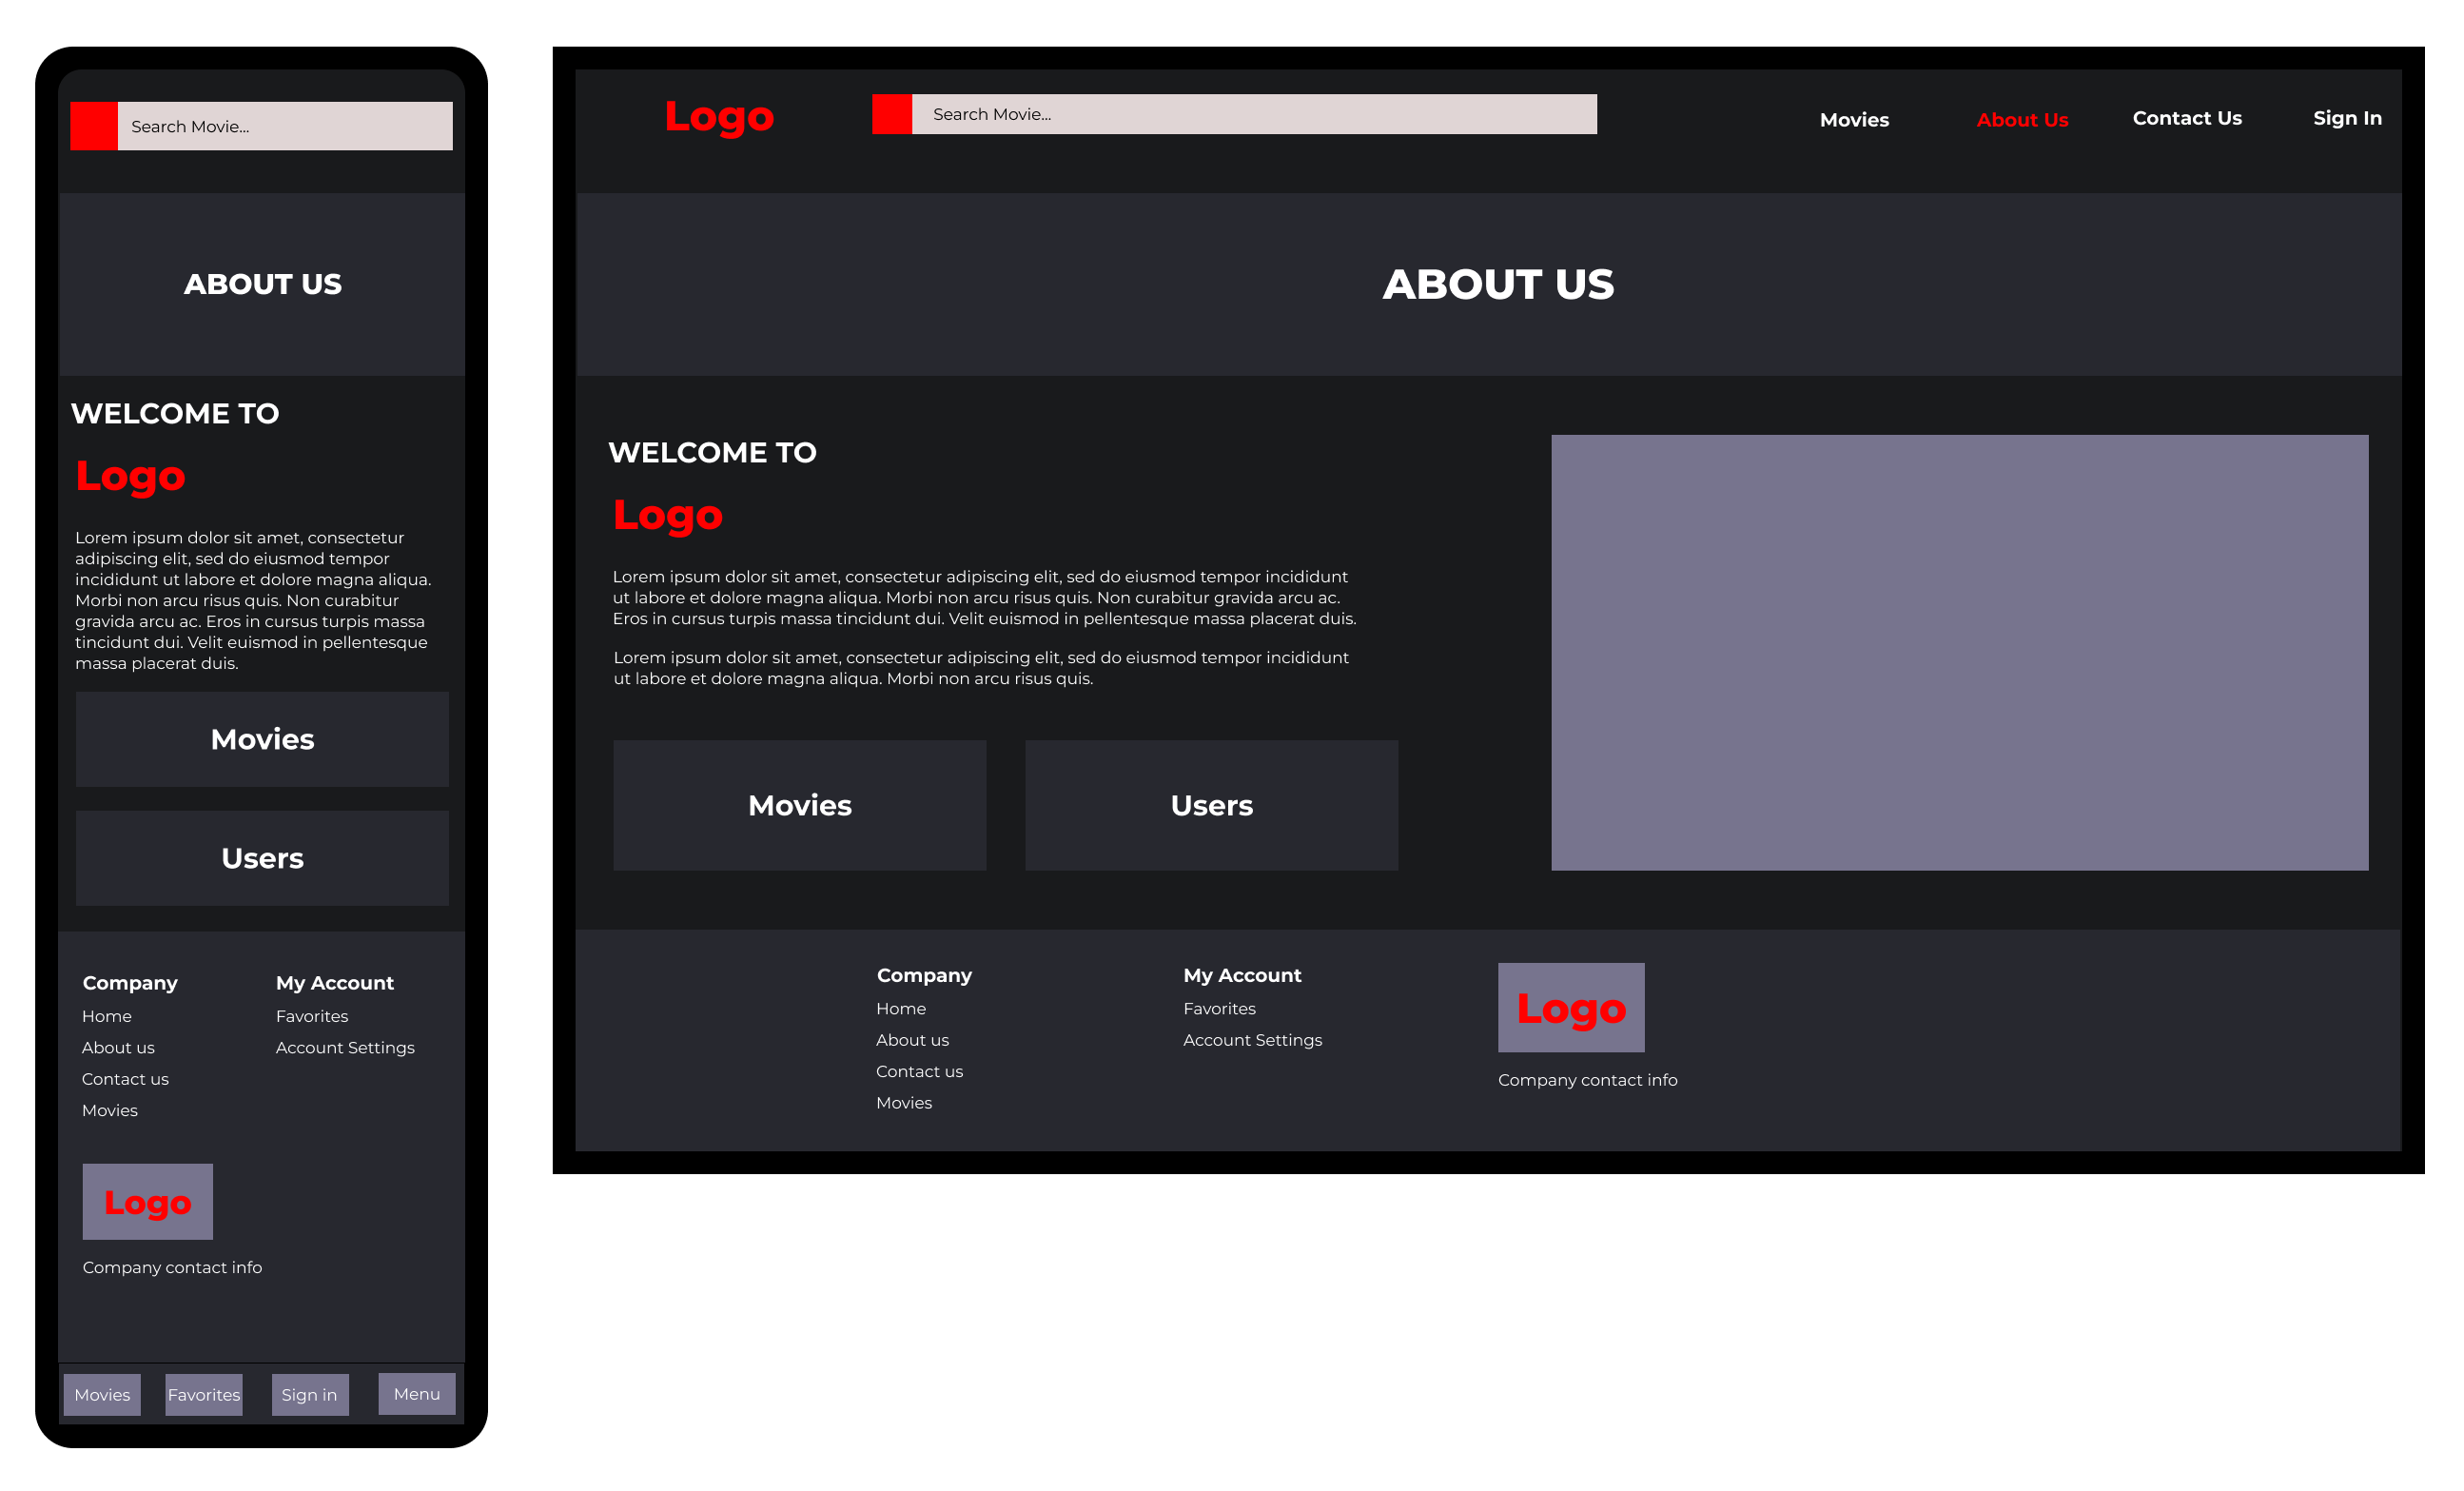 Search Movie...
ABOUT US
WELCOME TO
Logo
Lorem ipsum dolor sit amet, consectetur
adipiscing elit, sed do eiusmod tempor
incididunt ut labore et dolore magna aliqua.
Morbi non arcu risus quis. Non curabitur
gravida arcu ac. Eros in cursus turpis massa
tincidunt dui. Velit euismod in pellentesque
massa placerat duis.
Movies
Users
Company
Home
About us
Contact us
Movies
My Account
Favorites
Account Settings
Logo
Company contact info
Movies Favorites Sign in Menu
Logo Search Movie... Movies About Us Contact Us Sign In
ABOUT US
WELCOME TO
Logo
Lorem ipsum dolor sit amet, consectetur adipiscing elit, sed do eiusmod tempor incididunt
ut labore et dolore magna aliqua. Morbi non arcu risus quis. Non curabitur gravida arcu ac.
Eros in cursus turpis massa tincidunt dui. Velit euismod in pellentesque massa placerat duis.
Lorem ipsum dolor sit amet, consectetur adipiscing elit, sed do eiusmod tempor incididunt
ut labore et dolore magna aliqua. Morbi non arcu risus quis.
Movies Users
Company
Home
About us
Contact us
Movies
My Account
Favorites
Account Settings
Logo
Company contact info